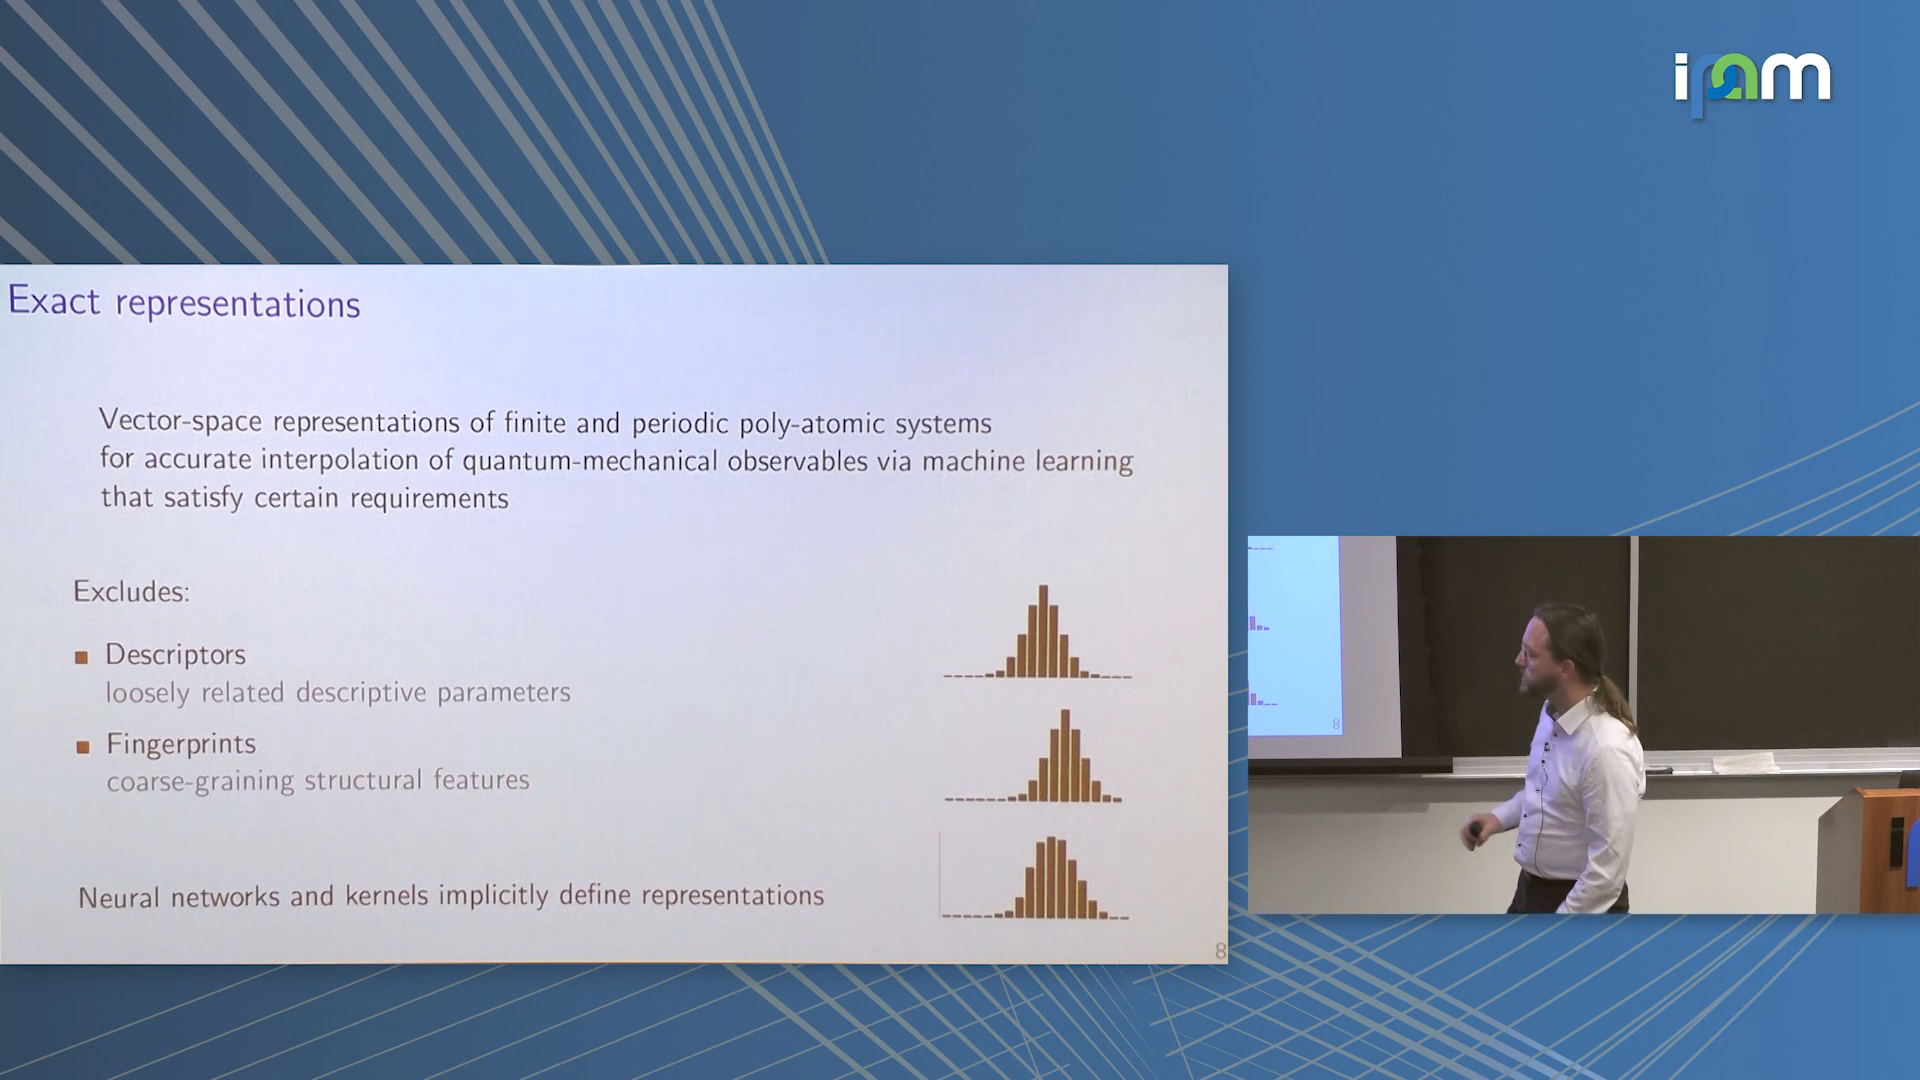 ipam
Exact representations
Vector-space representations of finite and periodic poly-atomic systems
for accurate interpolation of quantum-mechanical observables via machine learning
that satisfy certain requirements
Excludes:
Descriptors
loosely related descriptive parameters
Fingerprints
coarse-graining structural features
Neural networks and kernels implicitly define representations
8
8